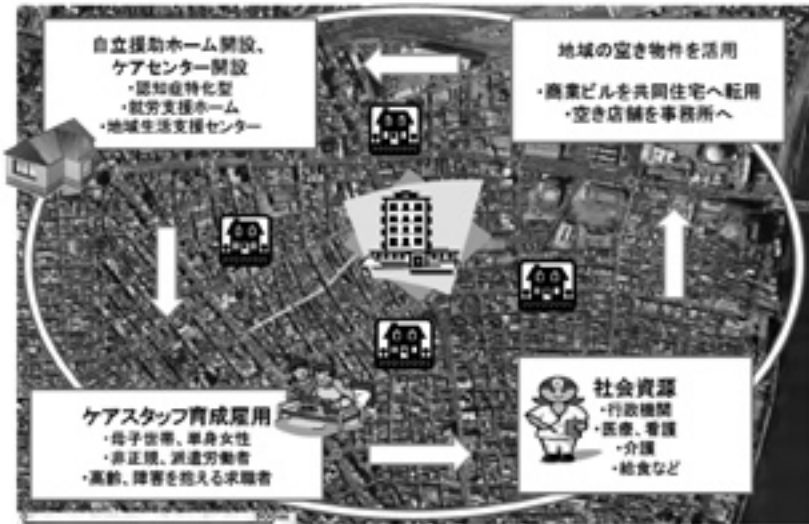 自立援助ホーム開設、
ケアセンター開設
・認知症特化型
・就労支援ホーム
・地域生活支援センター
地域の空き物件を活用
・商業ビルを共同住宅へ転用
・空き店舗を事務所へ
ケアスタッフ育成雇用
・母子世帯、単身女性
・非正規、派遣労働者
・高齢、障害を抱える求職者
社会資源
・行政機関
・医療、看護
・介護
・給食など